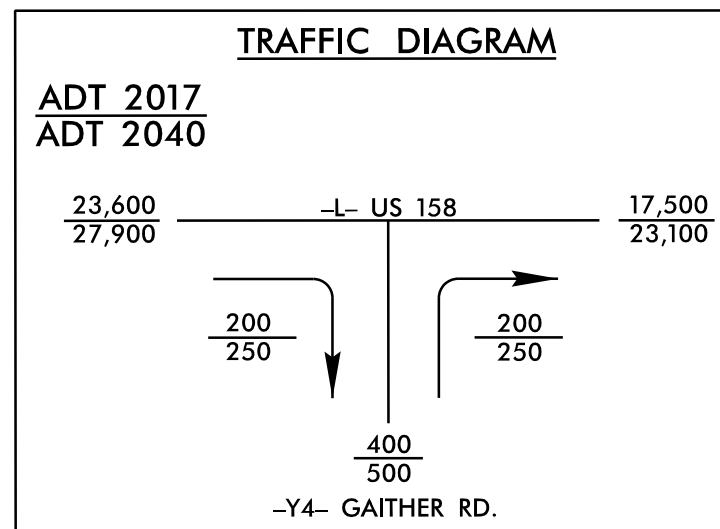 TRAFFIC DIAGRAM
ADT 2017
ADT 2040
23,600
27,900
-L- US 158
17,500
23,100
200
250
200
250
400
500
-Y4- GAITHER RD.